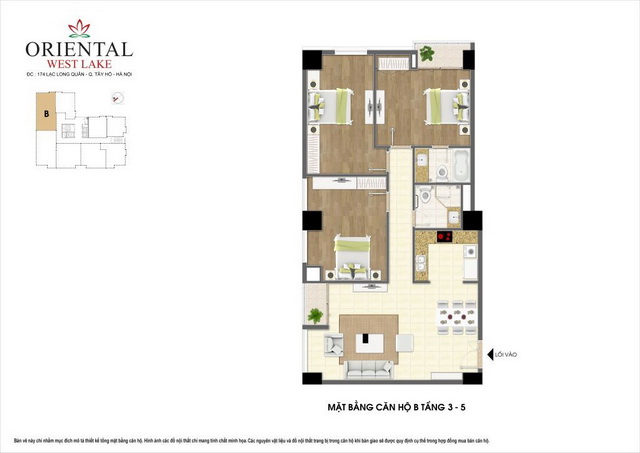 ORIENTAL
WEST LAKE
ĐC : 174 LẠC LONG QUÂN - Q. TÂY HỒ - HÀ NỘI
B
LỐI VÀO
MẶT BẰNG CĂN HỘ B TẦNG 3 - 5
Bản vẽ này chỉ nhằm mục đích mô tả thiết kế tổng mặt bằng căn hộ. Hình ảnh các đồ nội thất chỉ mang tính chất minh họa. Các nguyên vật liệu và đồ nội thất trang bị trong căn hộ khi bàn giao sẽ được quy định cụ thể trong hợp đồng mua bán căn hộ.